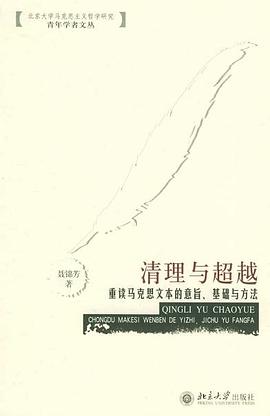 北京大学马克思主义哲学研究
青年学者文丛
聂锦芳
著
清理与超越
重读马克思文本的意旨、基础与方法
QINGLI YU CHAOYUE
CHONGDU MAKESI WENBEN DE YIZHI, JICHU YU FANGFA
北京大学出版社
PEKING UNIVERSITY PRESS